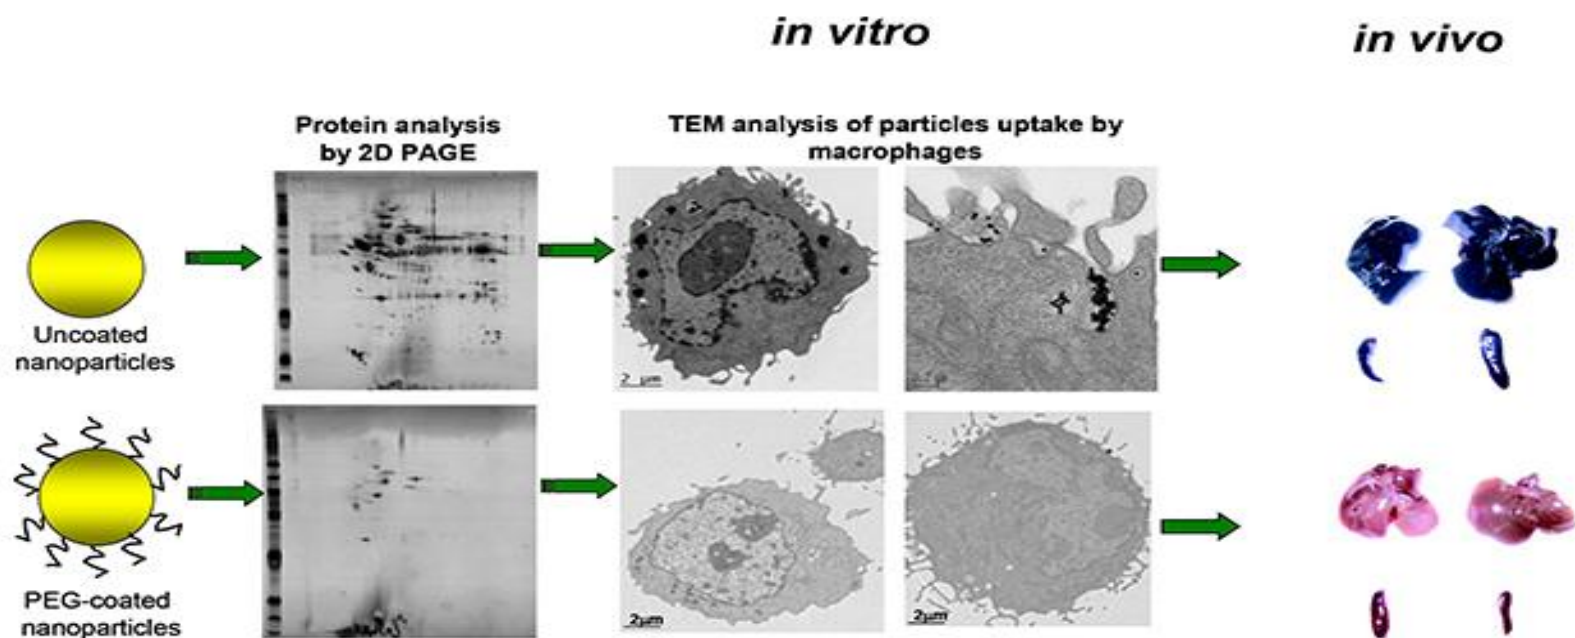 in vitro
in vivo
Protein analysis
by 2D PAGE
TEM analysis of particles uptake by
macrophages
Uncoated
nanoparticles
2 µm
PEG-coated
nanoparticles
2µm
2µm